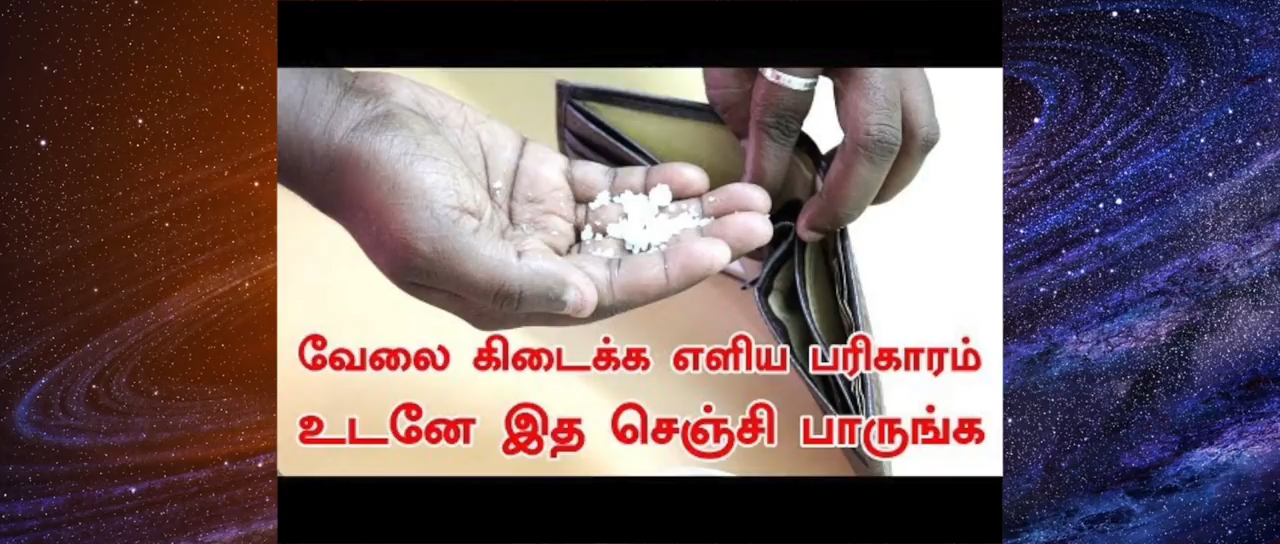 வேலை கிடைக்க எளிய பரிகாரம்
உடனே இத செஞ்சி பாருங்க